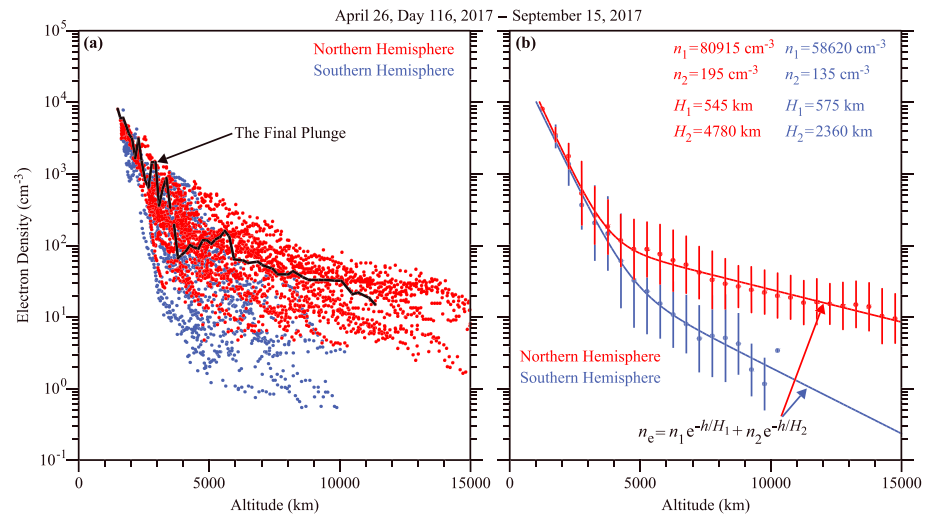 April 26, Day 116, 2017 – September 15, 2017
(a)
Northern Hemisphere
Southern Hemisphere
The Final Plunge
Electron Density (cm⁻³)
10⁵
10⁴
10³
10²
10¹
10⁰
10⁻¹
0 5000 10000 15000
Altitude (km)
(b)
n₁=80915 cm⁻³ n₁=58620 cm⁻³
n₂=195 cm⁻³ n₂=135 cm⁻³
H₁=545 km H₁=575 km
H₂=4780 km H₂=2360 km
Northern Hemisphere
Southern Hemisphere
nₑ=n₁e^-h/H₁+n₂e^-h/H₂
0 5000 10000 15000
Altitude (km)